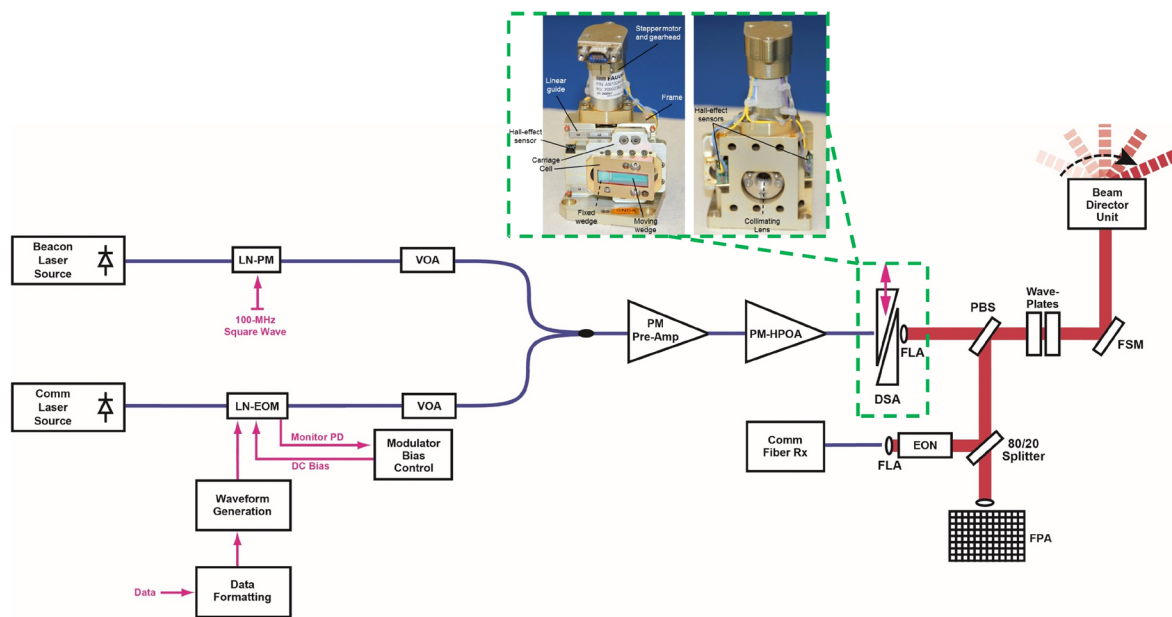 Stepper motor
and gearhead
Linear
guide
Frame
Hall-effect
sensor
Carriage
Cell
Fixed
wedge
Moving
wedge
Hall-effect
sensors
Collimating
Lens
Beam
Director
Unit
Beacon
Laser
Source
LN-PM
VOA
100-MHz
Square Wave
PM
Pre-Amp
PM-HPOA
DSA
FLA
PBS
Wave-
Plates
FSM
Comm
Laser
Source
LN-EOM
VOA
Monitor PD
DC Bias
Modulator
Bias
Control
Waveform
Generation
Data
Data
Formatting
Comm
Fiber Rx
FLA
EON
80/20
Splitter
FPA